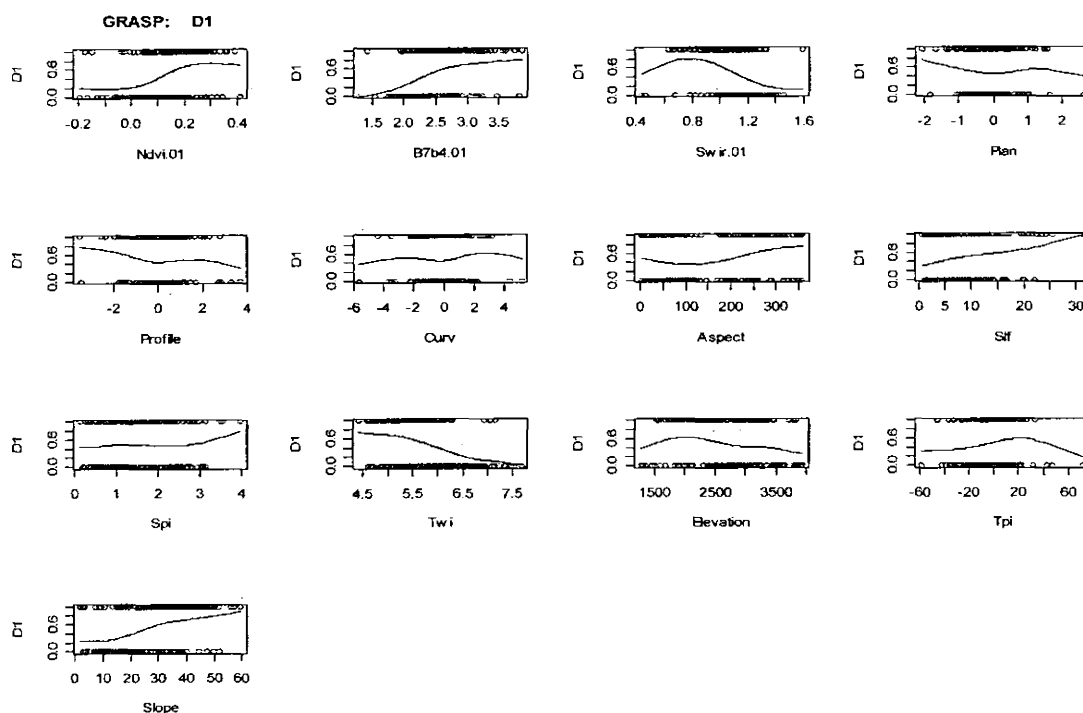 GRASP: D1
D1 0.0 0.6
-0.2 0.0 0.2 0.4
Ndvi.01
D1 0.0 0.6
1.5 2.0 2.5 3.0 3.5
B7b4.01
D1 0.0 0.6
0.4 0.8 1.2 1.6
Swir.01
D1 0.0 0.6
-2 -1 0 1 2
Plan
D1 0.0 0.6
-2 0 2 4
Profile
D1 0.0 0.6
-6 -4 -2 0 2 4
Curv
D1 0.0 0.6
0 100 200 300
Aspect
D1 0.0 0.6
0 5 10 20 30
Slf
D1 0.0 0.6
0 1 2 3 4
Spi
D1 0.0 0.6
4.5 5.5 6.5 7.5
Twi
D1 0.0 0.6
1500 2500 3500
Elevation
D1 0.0 0.6
-60 -20 20 60
Tpi
D1 0.0 0.6
0 10 20 30 40 50 60
Slope